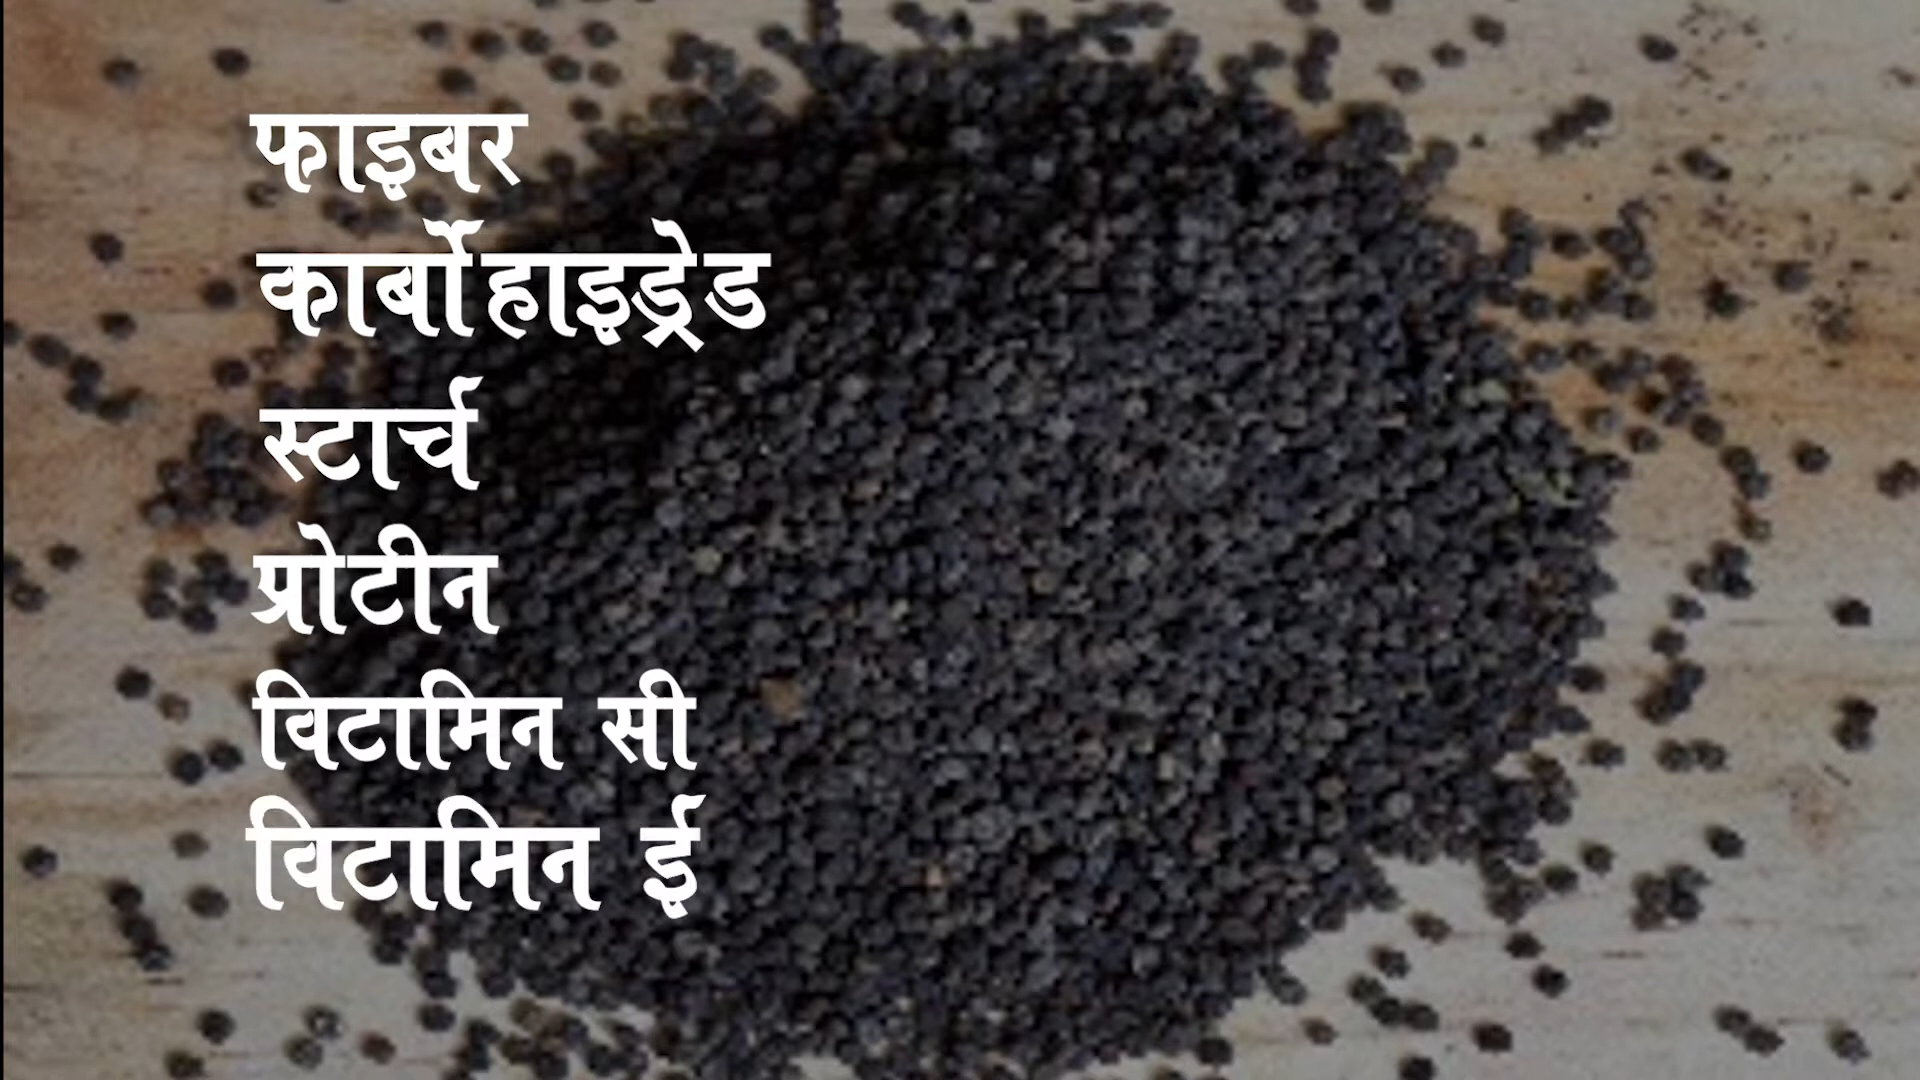 फाइबर
कार्बोहाइड्रेड
स्टार्च
प्रोटीन
विटामिन सी
विटामिन ई